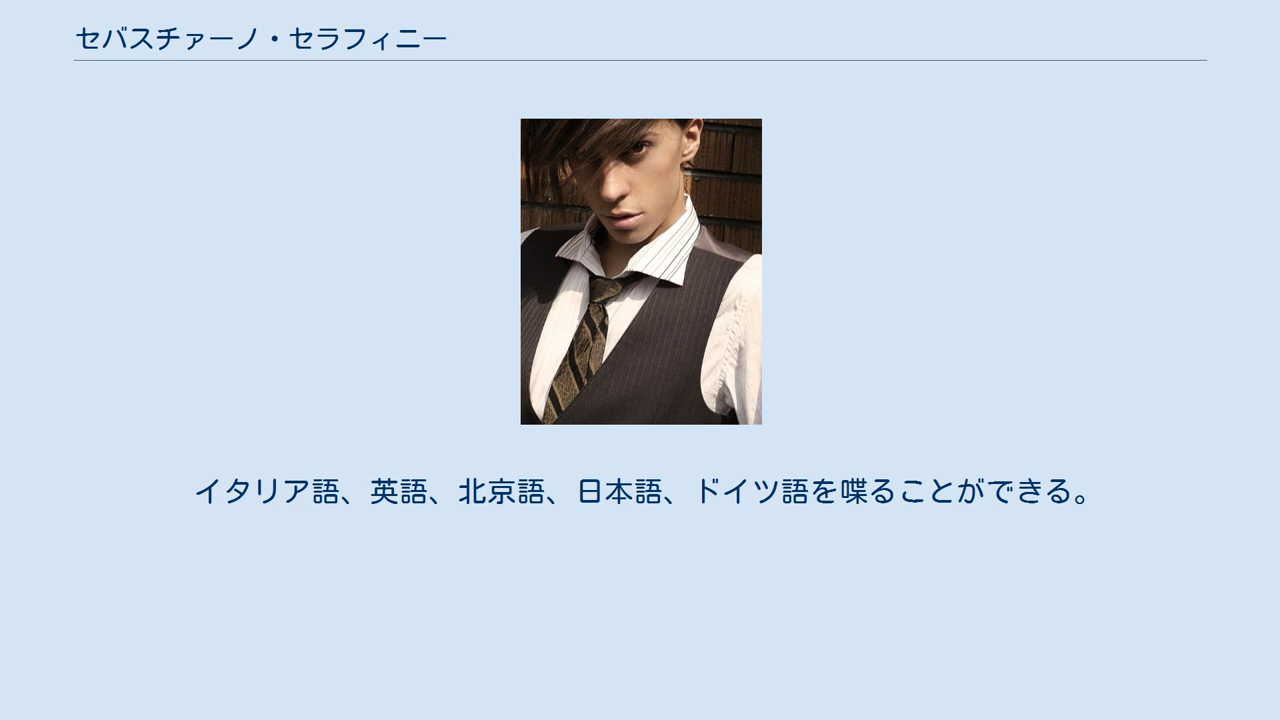 セバスチァーノ・セラフィニー
イタリア語、英語、北京語、日本語、ドイツ語を喋ることができる。